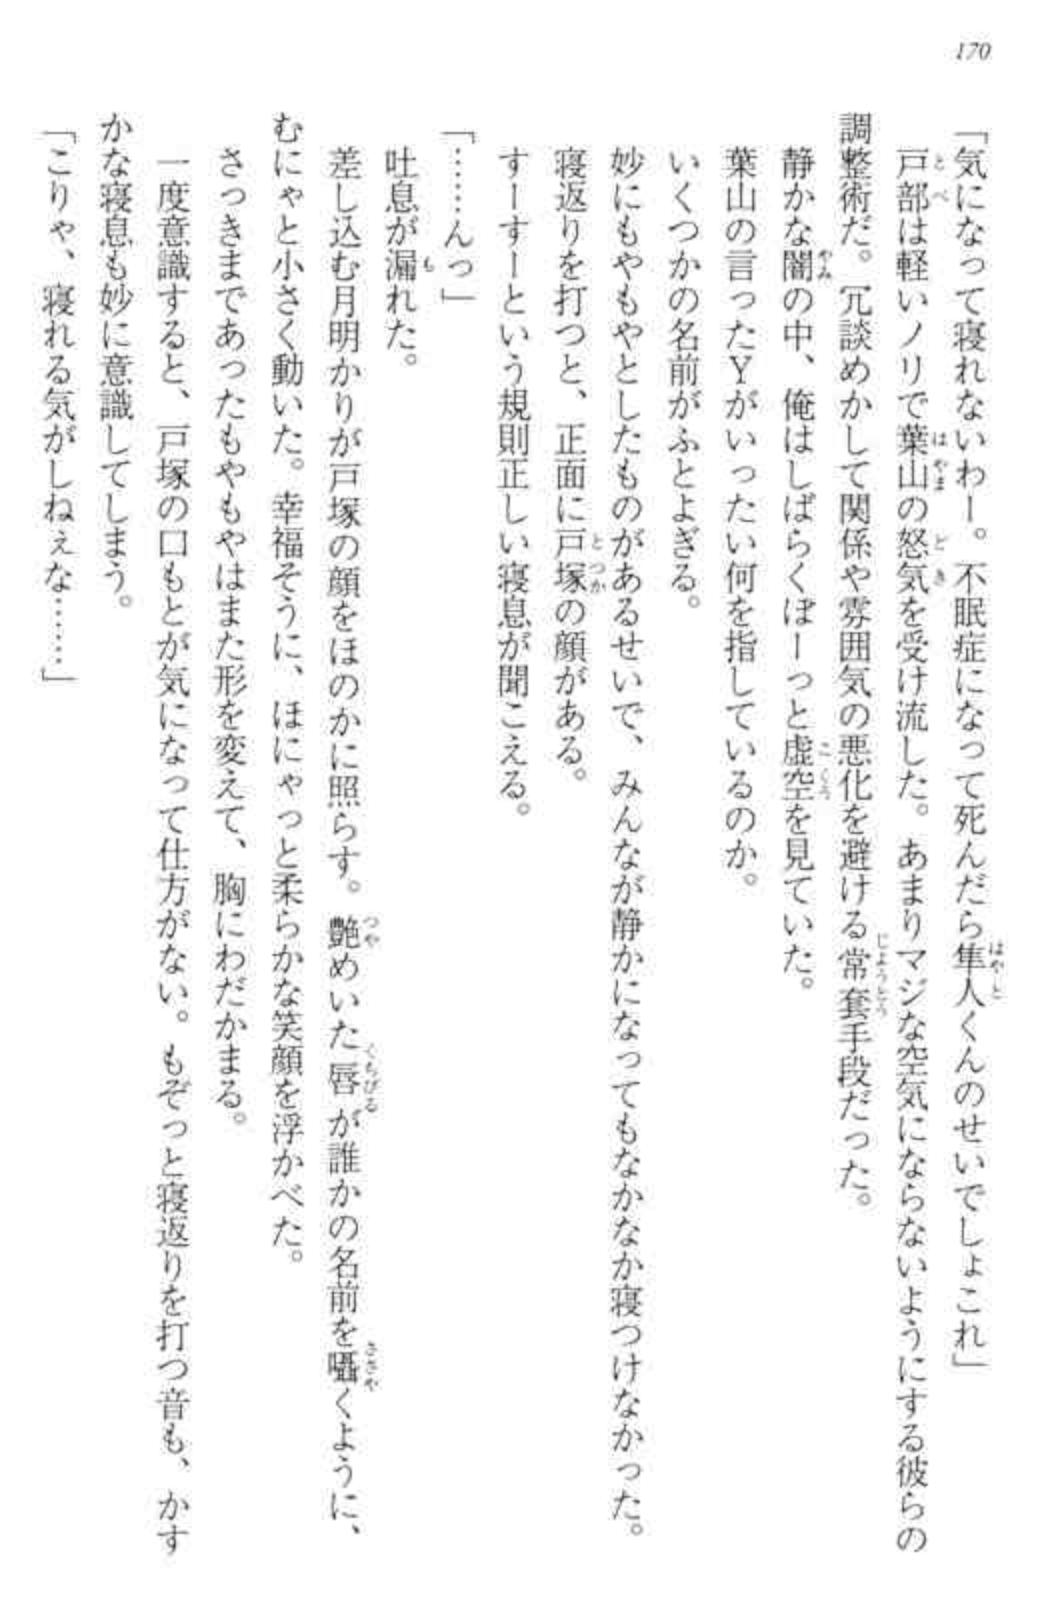 170
「気になって寝れないわー。不眠症になって死んだら隼人くんのせいでしょこれ」
戸部は軽いノリで葉山の怒気を受け流した。あまりマジな空気にならないようにする彼らの
調整術だ。冗談めかして関係や雰囲気の悪化を避ける常套手段だった。
静かな闇の中、俺はしばらくぼーっと虚空を見ていた。
葉山の言ったＹがいったい何を指しているのか。
いくつかの名前がふとよぎる。
妙にもやもやとしたものがあるせいで、みんなが静かになってもなかなか寝つけなかった。
寝返りを打つと、正面に戸塚の顔がある。
すーすーという規則正しい寝息が聞こえる。
「……んっ」
吐息が漏れた。
差し込む月明かりが戸塚の顔をほのかに照らす。艶めいた唇が誰かの名前を囁くように、
むにゃと小さく動いた。幸福そうに、ほにゃっと柔らかな笑顔を浮かべた。
さっきまであったもやもやはまた形を変えて、胸にわだかまる。
一度意識すると、戸塚の口もとが気になって仕方がない。もぞっと寝返りを打つ音も、かす
かな寝息も妙に意識してしまう。
「こりゃ、寝れる気がしねぇな……」